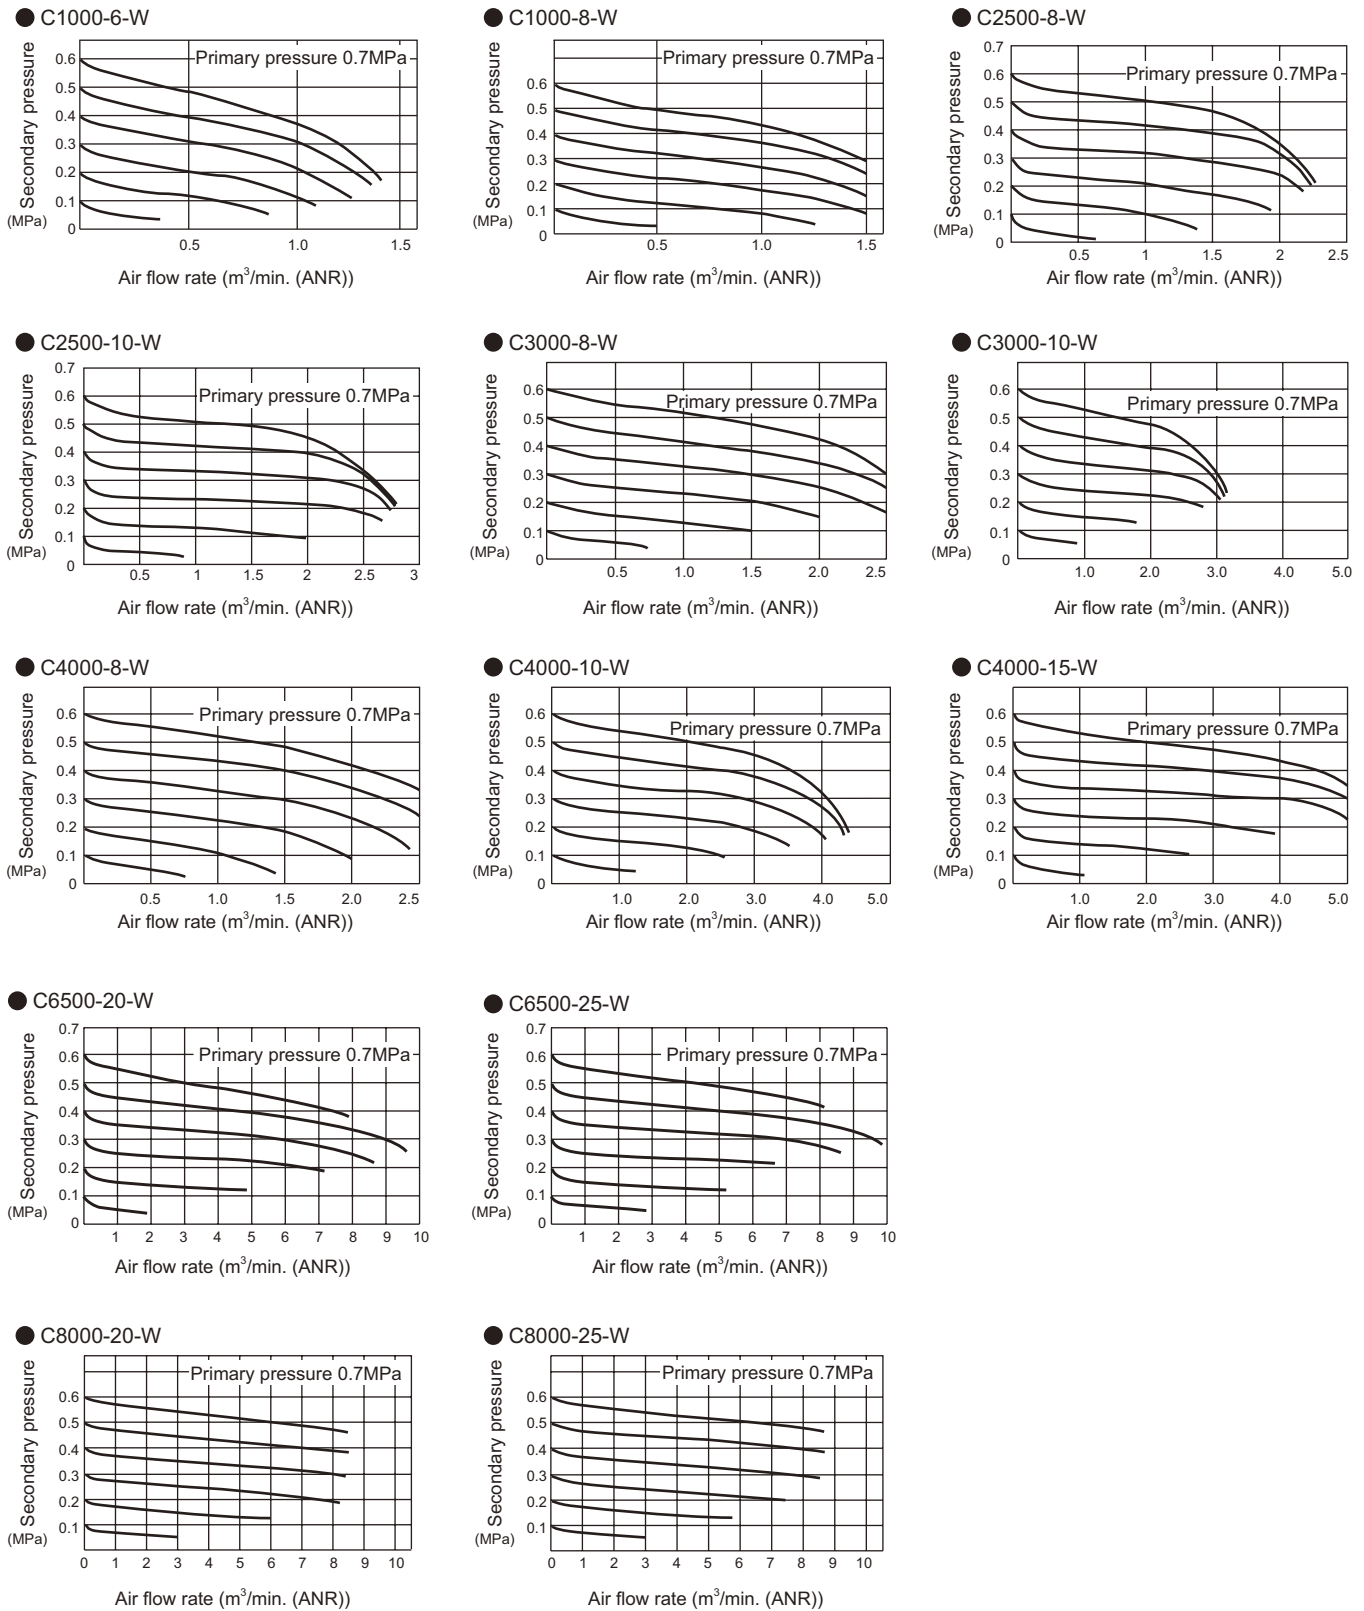 ● C1000-6-W
Secondary pressure
(MPa)
Primary pressure 0.7MPa
0.6
0.5
0.4
0.3
0.2
0.1
0
0.5 1.0 1.5
Air flow rate (m³/min. (ANR))
● C1000-8-W
Secondary pressure
(MPa)
Primary pressure 0.7MPa
0.6
0.5
0.4
0.3
0.2
0.1
0
0.5 1.0 1.5
Air flow rate (m³/min. (ANR))
● C2500-8-W
Secondary pressure
(MPa)
Primary pressure 0.7MPa
0.7
0.6
0.5
0.4
0.3
0.2
0.1
0
0.5 1 1.5 2 2.5
Air flow rate (m³/min. (ANR))
● C2500-10-W
Secondary pressure
(MPa)
Primary pressure 0.7MPa
0.7
0.6
0.5
0.4
0.3
0.2
0.1
0
0.5 1 1.5 2 2.5 3
Air flow rate (m³/min. (ANR))
● C3000-8-W
Secondary pressure
(MPa)
Primary pressure 0.7MPa
0.6
0.5
0.4
0.3
0.2
0.1
0
0.5 1.0 1.5 2.0 2.5
Air flow rate (m³/min. (ANR))
● C3000-10-W
Secondary pressure
(MPa)
Primary pressure 0.7MPa
0.6
0.5
0.4
0.3
0.2
0.1
0
1.0 2.0 3.0 4.0 5.0
Air flow rate (m³/min. (ANR))
● C4000-8-W
Secondary pressure
(MPa)
Primary pressure 0.7MPa
0.6
0.5
0.4
0.3
0.2
0.1
0
0.5 1.0 1.5 2.0 2.5
Air flow rate (m³/min. (ANR))
● C4000-10-W
Secondary pressure
(MPa)
Primary pressure 0.7MPa
0.6
0.5
0.4
0.3
0.2
0.1
0
1.0 2.0 3.0 4.0 5.0
Air flow rate (m³/min. (ANR))
● C4000-15-W
Secondary pressure
(MPa)
Primary pressure 0.7MPa
0.6
0.5
0.4
0.3
0.2
0.1
0
1.0 2.0 3.0 4.0 5.0
Air flow rate (m³/min. (ANR))
● C6500-20-W
Secondary pressure
(MPa)
Primary pressure 0.7MPa
0.7
0.6
0.5
0.4
0.3
0.2
0.1
0
1 2 3 4 5 6 7 8 9 10
Air flow rate (m³/min. (ANR))
● C6500-25-W
Secondary pressure
(MPa)
Primary pressure 0.7MPa
0.7
0.6
0.5
0.4
0.3
0.2
0.1
0
1 2 3 4 5 6 7 8 9 10
Air flow rate (m³/min. (ANR))
● C8000-20-W
Secondary pressure
(MPa)
Primary pressure 0.7MPa
0.6
0.5
0.4
0.3
0.2
0.1
0 1 2 3 4 5 6 7 8 9 10
Air flow rate (m³/min. (ANR))
● C8000-25-W
Secondary pressure
(MPa)
Primary pressure 0.7MPa
0.6
0.5
0.4
0.3
0.2
0.1
0 1 2 3 4 5 6 7 8 9 10
Air flow rate (m³/min. (ANR))